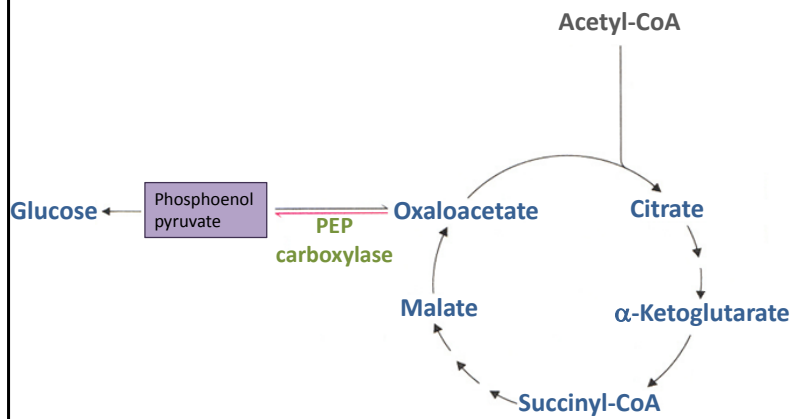 Acetyl-CoA
Glucose
Phosphoenol
pyruvate
PEP
carboxylase
Oxaloacetate
Citrate
Malate
α-Ketoglutarate
Succinyl-CoA